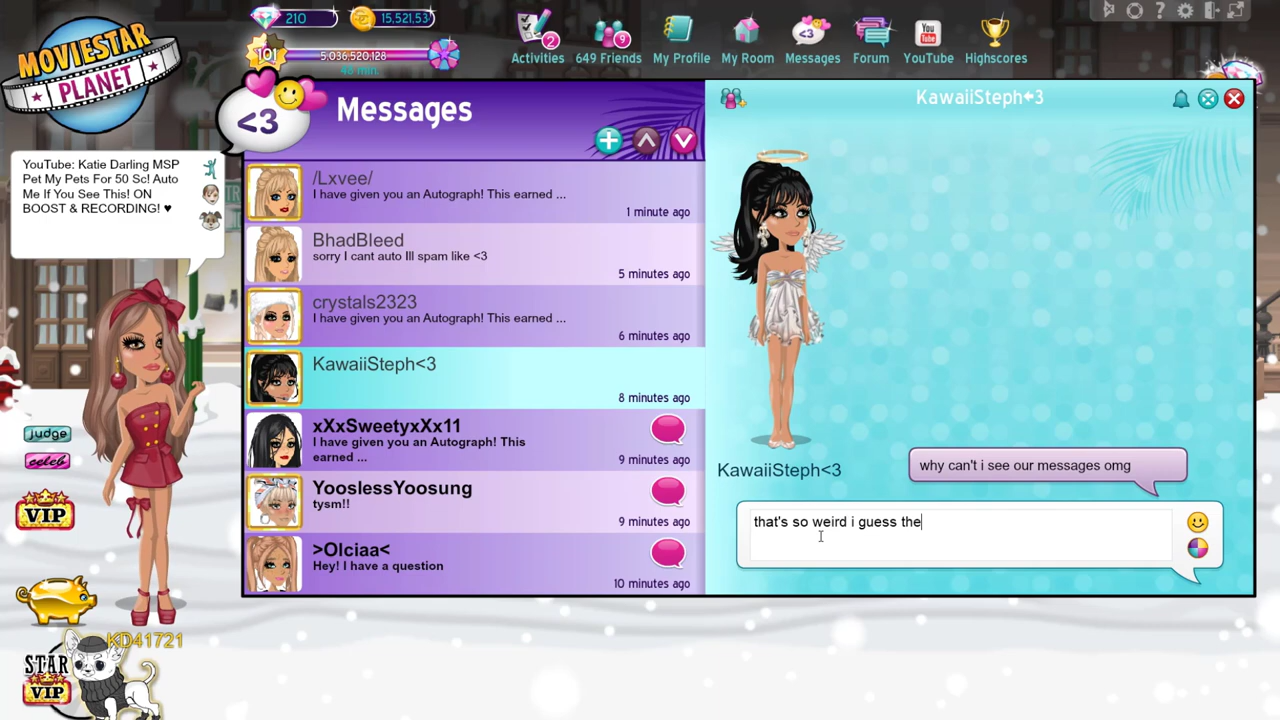 210
15,521,53
101
5,036,520,128
48 min.
2
9
<3
You
Tube
Activities
649 Friends
My Profile
My Room
Messages
Forum
YouTube
Highscores
MOVIESTAR
PLANET
<3
Messages
KawaiiSteph<3
YouTube: Katie Darling MSP
Pet My Pets For 50 Sc! Auto
Me If You See This! ON
BOOST & RECORDING! ♥
/Lxvee/
I have given you an Autograph! This earned ...
1 minute ago
BhadBleed
sorry I cant auto Ill spam like <3
5 minutes ago
crystals2323
I have given you an Autograph! This earned ...
6 minutes ago
KawaiiSteph<3
8 minutes ago
xXxSweetyxXx11
I have given you an Autograph! This
earned ...
9 minutes ago
YooslessYoosung
tysm!!
9 minutes ago
>Olciaa<
Hey! I have a question
10 minutes ago
KawaiiSteph<3
why can't i see our messages omg
that's so weird i guess the
judge
celeb
VIP
KD41721
STAR
VIP